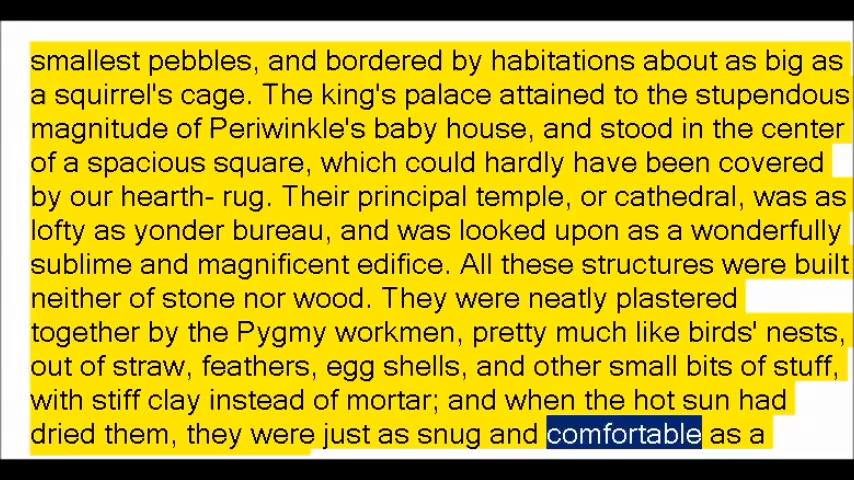 smallest pebbles, and bordered by habitations about as big as
a squirrel's cage. The king's palace attained to the stupendous
magnitude of Periwinkle's baby house, and stood in the center
of a spacious square, which could hardly have been covered
by our hearth- rug. Their principal temple, or cathedral, was as
lofty as yonder bureau, and was looked upon as a wonderfully
sublime and magnificent edifice. All these structures were built
neither of stone nor wood. They were neatly plastered
together by the Pygmy workmen, pretty much like birds' nests,
out of straw, feathers, egg shells, and other small bits of stuff,
with stiff clay instead of mortar; and when the hot sun had
dried them, they were just as snug and comfortable as a